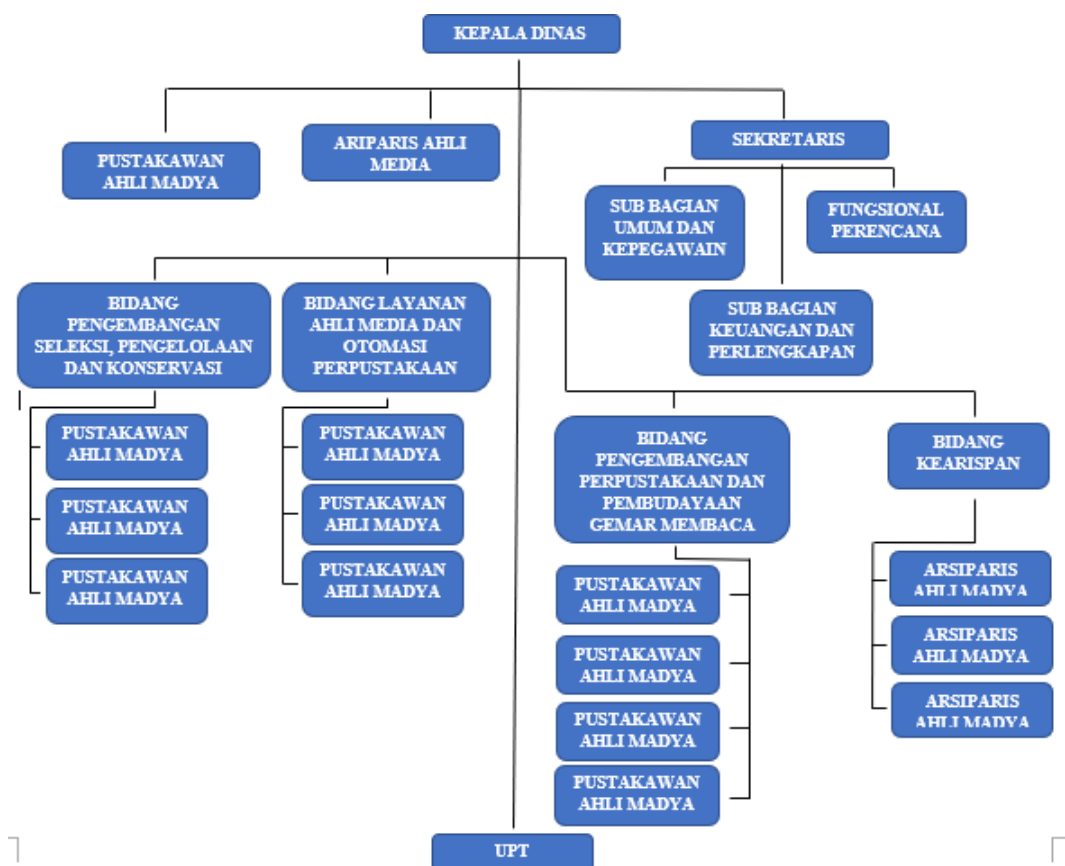 KEPALA DINAS
PUSTAKAWAN
AHLI MADYA
ARIPARIS AHLI
MEDIA
SEKRETARIS
SUB BAGIAN
UMUM DAN
KEPEGAWAIN
FUNGSIONAL
PERENCANA
SUB BAGIAN
KEUANGAN DAN
PERLENGKAPAN
BIDANG
PENGEMBANGAN
SELEKSI, PENGELOLAAN
DAN KONSERVASI
BIDANG LAYANAN
AHLI MEDIA DAN
OTOMASI
PERPUSTAKAAN
PUSTAKAWAN
AHLI MADYA
PUSTAKAWAN
AHLI MADYA
PUSTAKAWAN
AHLI MADYA
PUSTAKAWAN
AHLI MADYA
PUSTAKAWAN
AHLI MADYA
PUSTAKAWAN
AHLI MADYA
BIDANG
PENGEMBANGAN
PERPUSTAKAAN DAN
PEMBUDAYAAN
GEMAR MEMBACA
BIDANG
KEARISPAN
PUSTAKAWAN
AHLI MADYA
PUSTAKAWAN
AHLI MADYA
PUSTAKAWAN
AHLI MADYA
PUSTAKAWAN
AHLI MADYA
ARSIPARIS
AHLI MADYA
ARSIPARIS
AHLI MADYA
ARSIPARIS
AHLI MADYA
UPT